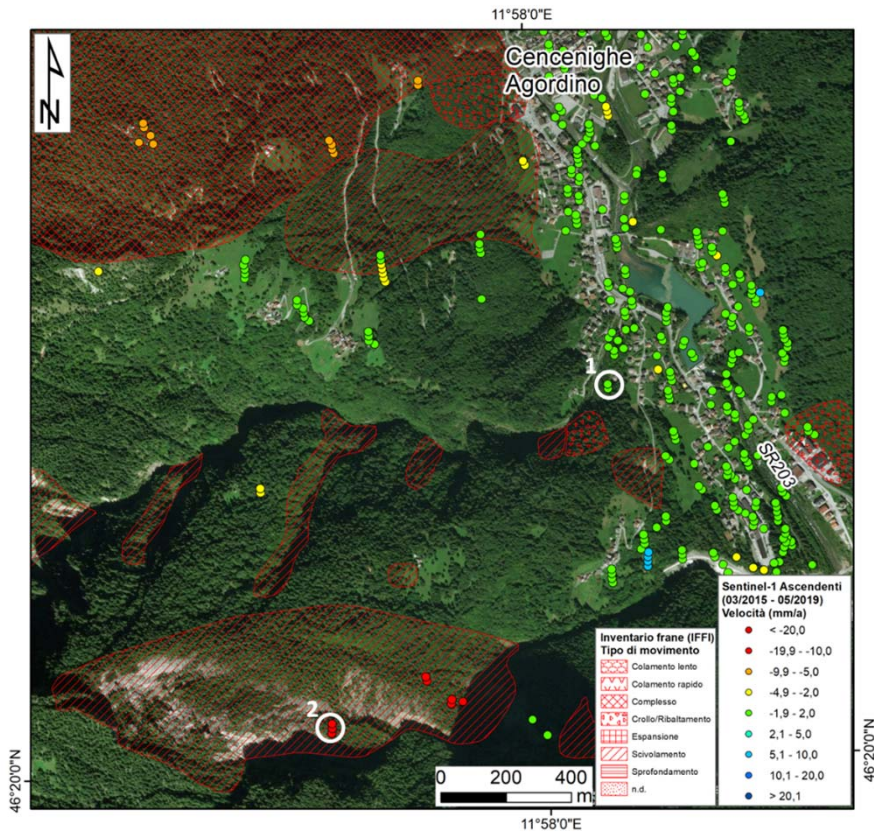 11°58'0"E
N
Cencenighe
Agordino
1
SR203
2
Sentinel-1 Ascendenti
(03/2015 - 05/2019)
Velocità (mm/a)
< -20,0
-19,9 - -10,0
-9,9 - -5,0
-4,9 - -2,0
-1,9 - 2,0
2,1 - 5,0
5,1 - 10,0
10,1 - 20,0
> 20,1
Inventario frane (IFFI)
Tipo di movimento
Colamento lento
Colamento rapido
Complesso
Crollo/Ribaltamento
Espansione
Scivolamento
Sprofondamento
n.d.
0 200 400
m
46°20'0"N
46°20'0"N
11°58'0"E